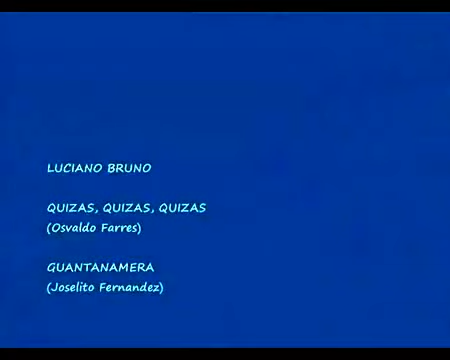 LUCIANO BRUNO
QUIZAS, QUIZAS, QUIZAS
(Osvaldo Farres)
GUANTANAMERA
(Joselito Fernandez)